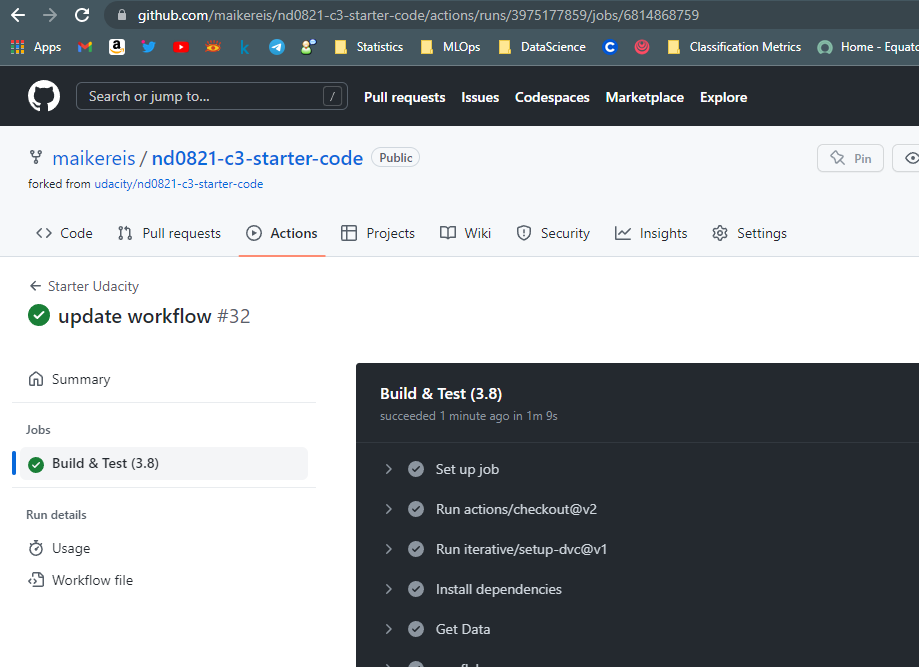 github.com/maikereis/nd0821-c3-starter-code/actions/runs/3975177859/jobs/6814868759
Apps Statistics MLOps DataScience Classification Metrics Home - Equato
Search or jump to... / Pull requests Issues Codespaces Marketplace Explore
maikereis / nd0821-c3-starter-code Public Pin
forked from udacity/nd0821-c3-starter-code
Code Pull requests Actions Projects Wiki Security Insights Settings
Starter Udacity
update workflow #32
Summary
Jobs
Build & Test (3.8)
Run details
Usage
Workflow file
Build & Test (3.8)
succeeded 1 minute ago in 1m 9s
Set up job
Run actions/checkout@v2
Run iterative/setup-dvc@v1
Install dependencies
Get Data